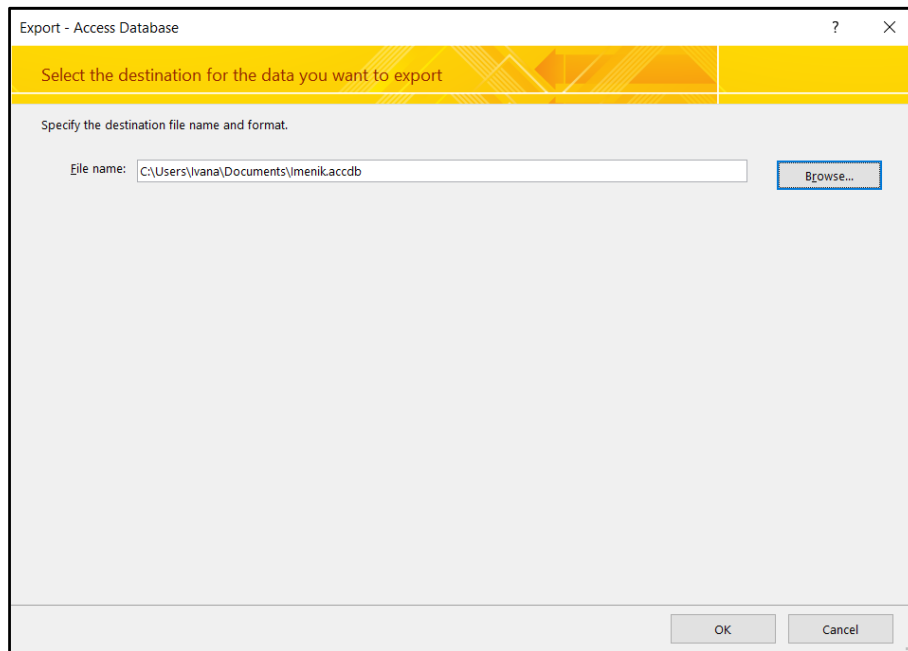 Export - Access Database ? ×
Select the destination for the data you want to export
Specify the destination file name and format.
File name: C:\Users\Ivana\Documents\Imenik.accdb Browse...
OK Cancel